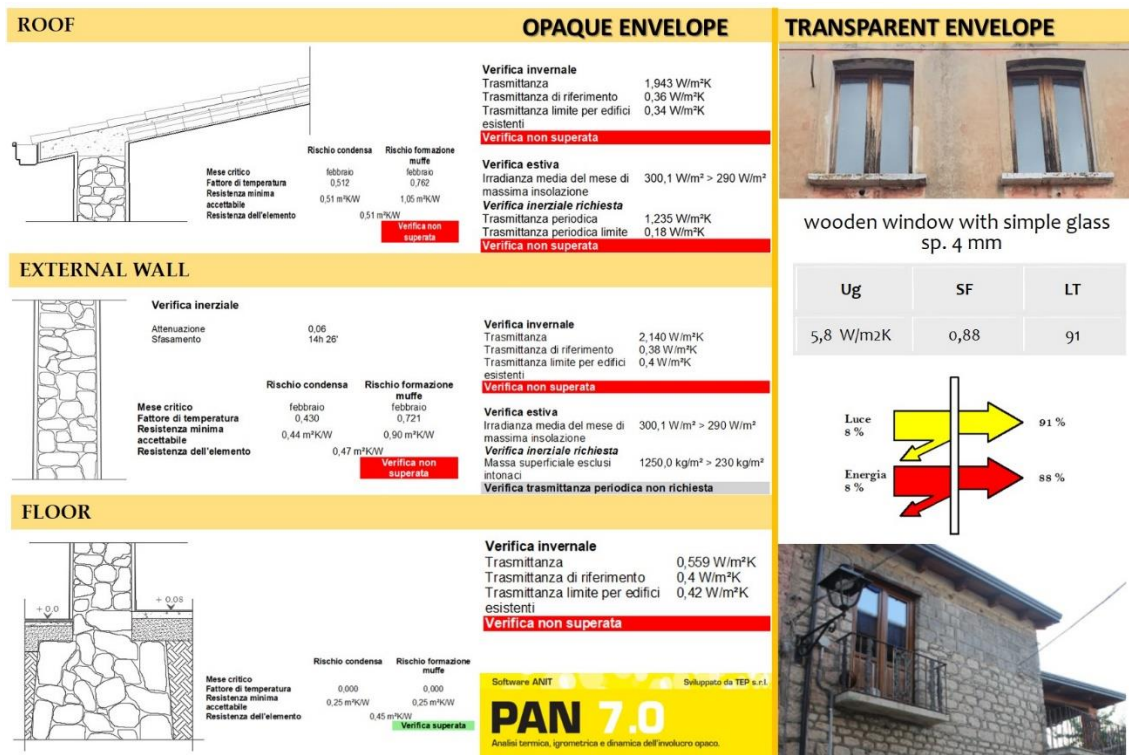 ROOF
OPAQUE ENVELOPE
TRANSPARENT ENVELOPE
Verifica invernale
Trasmittanza 1,943 W/m²K
Trasmittanza di riferimento 0,36 W/m²K
Trasmittanza limite per edifici 0,34 W/m²K
esistenti
Verifica non superata
Rischio condensa Rischio formazione
muffe
Mese critico febbraio febbraio
Fattore di temperatura 0,512 0,762
Resistenza minima
accettabile 0,51 m²K/W 1,05 m²K/W
Resistenza dell'elemento 0,51 m²K/W
Verifica non
superata
Verifica estiva
Irradianza media del mese di 300,1 W/m² > 290 W/m²
massima insolazione
Verifica inerziale richiesta
Trasmittanza periodica 1,235 W/m²K
Trasmittanza periodica limite 0,18 W/m²K
Verifica non superata
EXTERNAL WALL
Verifica inerziale
Attenuazione 0,06
Sfasamento 14h 26'
Rischio condensa Rischio formazione
muffe
Mese critico febbraio febbraio
Fattore di temperatura 0,430 0,721
Resistenza minima
accettabile 0,44 m²K/W 0,90 m²K/W
Resistenza dell'elemento 0,47 m²K/W
Verifica non
superata
Verifica invernale
Trasmittanza 2,140 W/m²K
Trasmittanza di riferimento 0,38 W/m²K
Trasmittanza limite per edifici 0,4 W/m²K
esistenti
Verifica non superata
Verifica estiva
Irradianza media del mese di 300,1 W/m² > 290 W/m²
massima insolazione
Verifica inerziale richiesta
Massa superficiale esclusi 1250,0 kg/m² > 230 kg/m²
intonaci
Verifica trasmittanza periodica non richiesta
FLOOR
+ 0.0
+ 0.05
Rischio condensa Rischio formazione
muffe
Mese critico
Fattore di temperatura 0,000 0,000
Resistenza minima
accettabile 0,25 m²K/W 0,25 m²K/W
Resistenza dell'elemento 0,45 m²K/W
Verifica superata
Verifica invernale
Trasmittanza 0,559 W/m²K
Trasmittanza di riferimento 0,4 W/m²K
Trasmittanza limite per edifici 0,42 W/m²K
esistenti
Verifica non superata
Software ANIT Sviluppato da TEP s.r.l.
PAN 7.0
Analisi termica, igrometrica e dinamica dell'involucro opaco.
wooden window with simple glass
sp. 4 mm
Ug SF LT
5,8 W/m2K 0,88 91
Luce
8 %
91 %
Energia
8 %
88 %